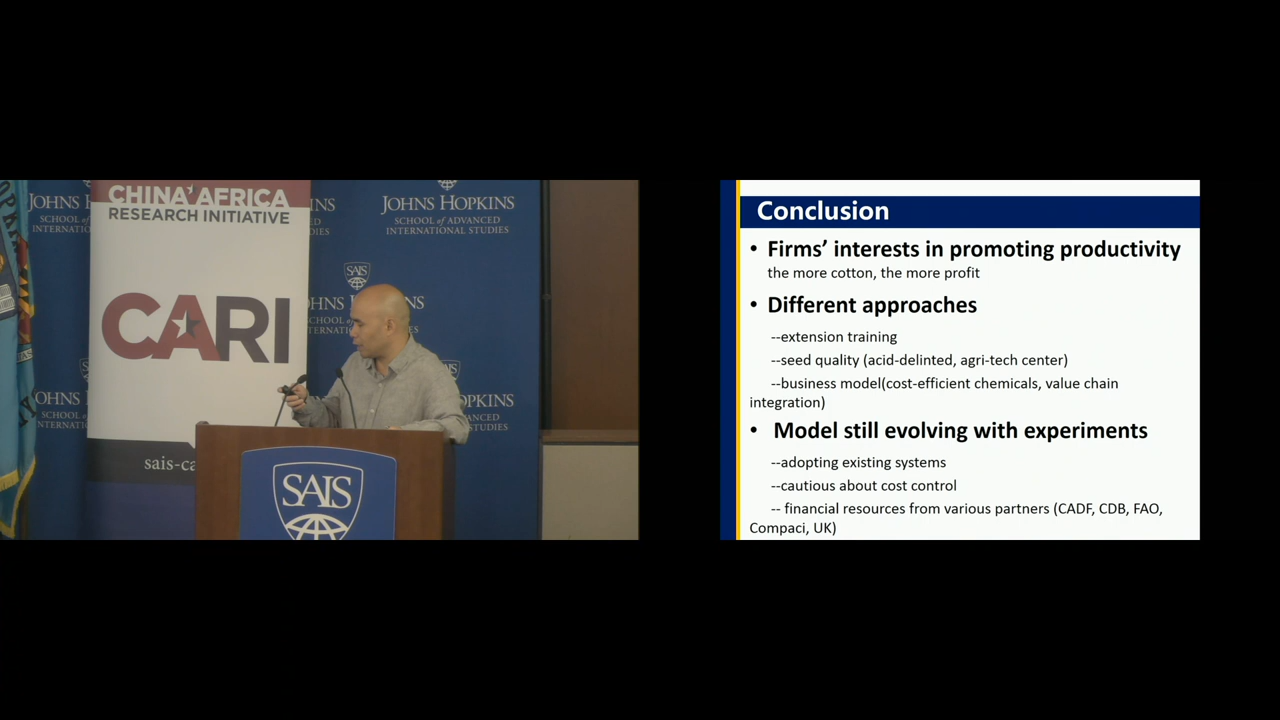 CHINA AFRICA
RESEARCH INITIATIVE
CARI
sais-ca
JOHNS HOPKINS
SCHOOL of ADVANCED
INTERNATIONAL STUDIES
SAIS
SAIS
Conclusion
• Firms' interests in promoting productivity
the more cotton, the more profit
• Different approaches
--extension training
--seed quality (acid-delinted, agri-tech center)
--business model(cost-efficient chemicals, value chain
integration)
• Model still evolving with experiments
--adopting existing systems
--cautious about cost control
-- financial resources from various partners (CADF, CDB, FAO,
Compaci, UK)